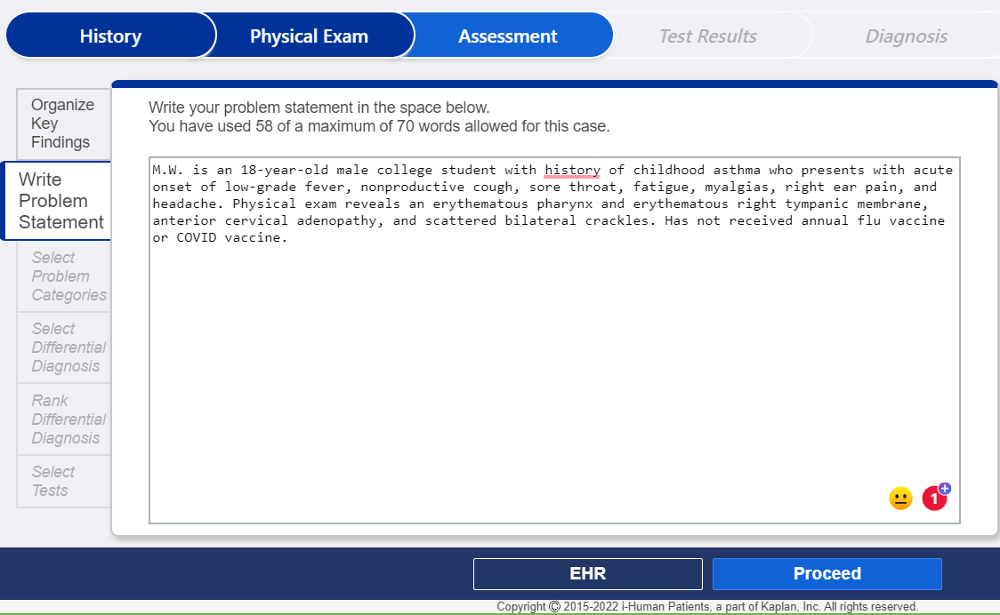 History
Physical Exam
Assessment
Test Results
Diagnosis
Organize
Key
Findings
Write
Problem
Statement
Select
Problem
Categories
Select
Differential
Diagnosis
Rank
Differential
Diagnosis
Select
Tests
Write your problem statement in the space below.
You have used 58 of a maximum of 70 words allowed for this case.
M.W. is an 18-year-old male college student with history of childhood asthma who presents with acute
onset of low-grade fever, nonproductive cough, sore throat, fatigue, myalgias, right ear pain, and
headache. Physical exam reveals an erythematous pharynx and erythematous right tympanic membrane,
anterior cervical adenopathy, and scattered bilateral crackles. Has not received annual flu vaccine
or COVID vaccine.
1
EHR
Proceed
Copyright © 2015-2022 i-Human Patients, a part of Kaplan, Inc. All rights reserved.